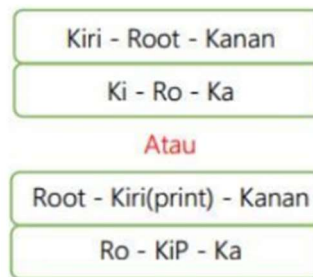 Kiri - Root - Kanan
Ki - Ro - Ka
Atau
Root - Kiri(print) - Kanan
Ro - KiP - Ka